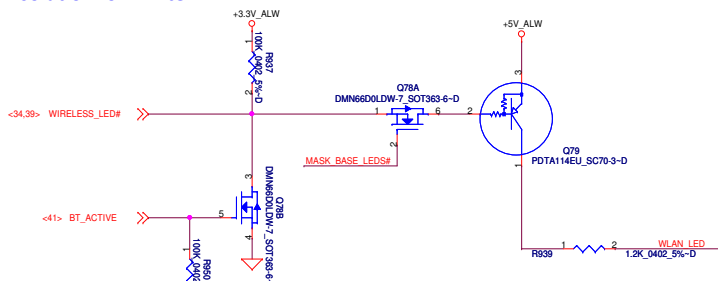 +3.3V_ALW
+5V_ALW
1
100K_0402_5%~D
R937
2
3
Q78A
DMN66D0LDW-7_SOT363-6~D
<34,39> WIRELESS_LED#
1
6
2
2
Q79
PDTA114EU_SC70-3~D
MASK_BASE_LEDS#
1
3
DMN66D0LDW-7_SOT363-6~
Q78B
<41> BT_ACTIVE
5
4
1
100K_0402
R950
R939
1
2
1.2K_0402_5%~D
WLAN_LED